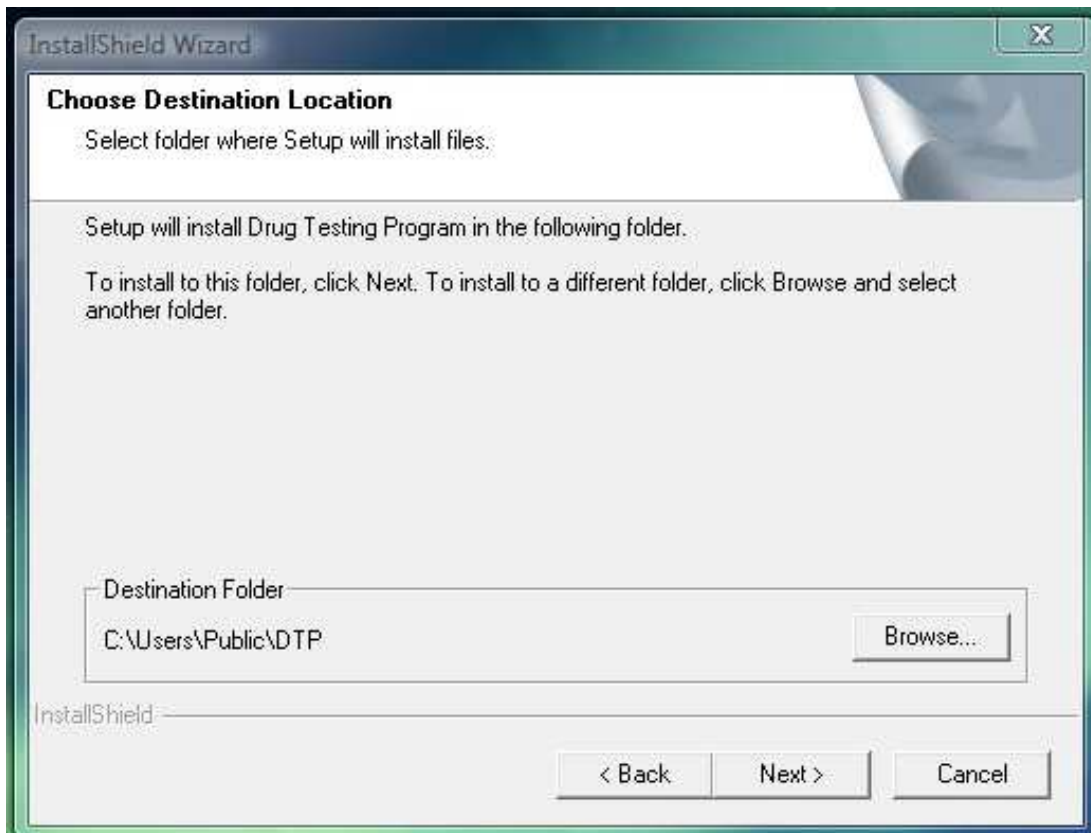 InstallShield Wizard
Choose Destination Location
Select folder where Setup will install files.
Setup will install Drug Testing Program in the following folder.
To install to this folder, click Next. To install to a different folder, click Browse and select
another folder.
Destination Folder
C:\Users\Public\DTP
Browse...
InstallShield
< Back
Next >
Cancel